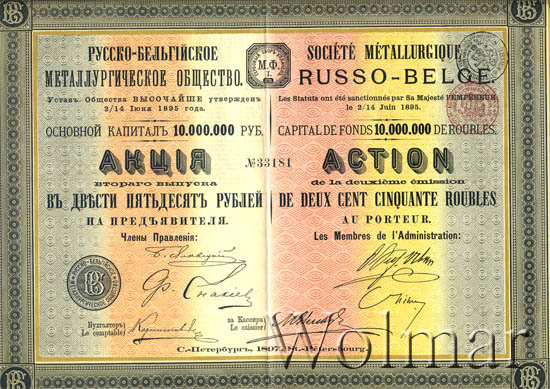 РУССКО-БЕЛЬГІЙСКОЕ
МЕТАЛЛУРГИЧЕСКОЕ ОБЩЕСТВО.
Уставъ Общества ВЫСОЧАЙШЕ утвержденъ
2/14 Іюня 1895 года.
ОСНОВНОЙ КАПИТАЛЪ 10.000.000 РУБ.
АКЦІЯ
второго выпуска
ВЪ ДВѢСТИ ПЯТЬДЕСЯТЪ РУБЛЕЙ
НА ПРЕДЪЯВИТЕЛЯ.
Члены Правленія:
Бухгалтеръ
Le comptable
М.Ф.
№33181
SOCIÉTÉ MÉTALLURGIQUE
RUSSO-BELGE.
Les Statuts ont été sanctionnés par Sa Majesté l'EMPEREUR
le 2/14 Juin 1895.
CAPITAL DE FONDS 10.000.000 DE ROUBLES.
ACTION
de la deuxième émission
DE DEUX CENT CINQUANTE ROUBLES
AU PORTEUR.
Les Membres de l'Administration:
за Кассира
Le caissier
С.-Петербургъ, 1897, St.-Petersbourg.
Wolmar